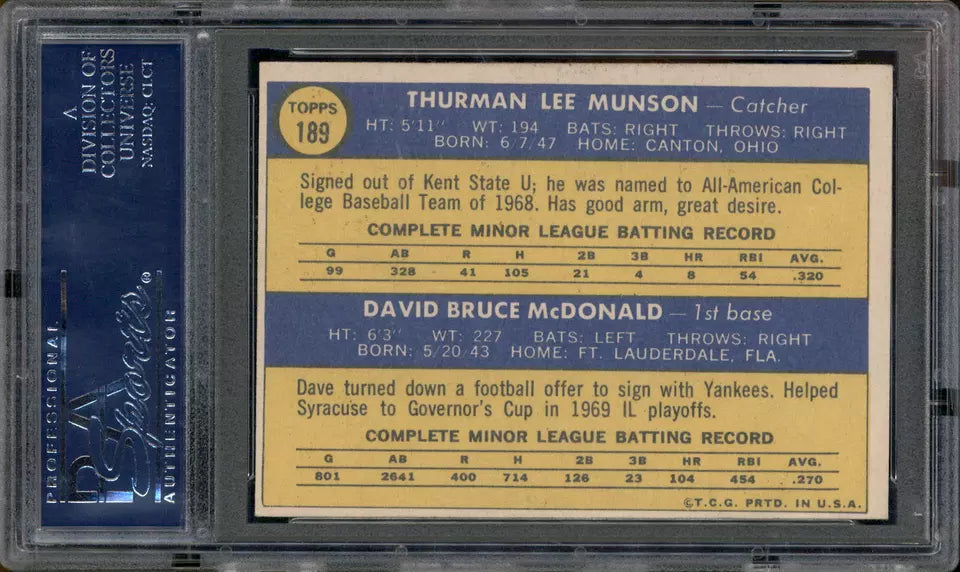 A
DIVISION OF
COLLECTORS
UNIVERSE
NASDAQ: CLCT
PROFESSIONAL
PSA
Sports
AUTHENTICATOR
®
TOPPS
189
THURMAN LEE MUNSON — Catcher
HT: 5'11" WT: 194 BATS: RIGHT THROWS: RIGHT
BORN: 6/7/47 HOME: CANTON, OHIO
Signed out of Kent State U; he was named to All-American Col-
lege Baseball Team of 1968. Has good arm, great desire.
COMPLETE MINOR LEAGUE BATTING RECORD
G AB R H 2B 3B HR RBI AVG.
99 328 41 105 21 4 8 54 .320
DAVID BRUCE McDONALD — 1st base
HT: 6'3" WT: 227 BATS: LEFT THROWS: RIGHT
BORN: 5/20/43 HOME: FT. LAUDERDALE, FLA.
Dave turned down a football offer to sign with Yankees. Helped
Syracuse to Governor's Cup in 1969 IL playoffs.
COMPLETE MINOR LEAGUE BATTING RECORD
G AB R H 2B 3B HR RBI AVG.
801 2641 400 714 126 23 104 454 .270
©T.C.G. PRTD. IN U.S.A.